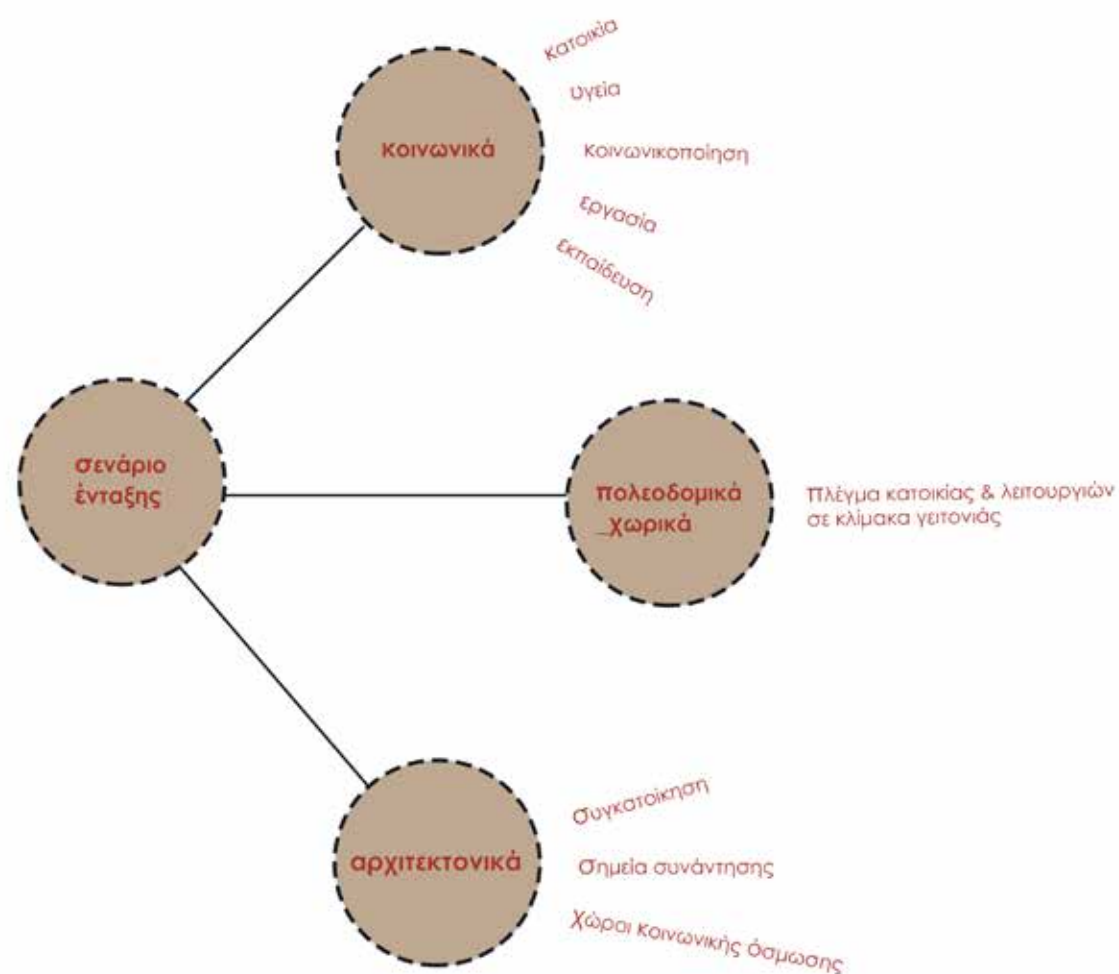 κατοικία
υγεία
κοινωνικά
κοινωνικοποίηση
εργασία
εκπαίδευση
σενάριο
ένταξης
πολεοδομικά
_χωρικά
πλέγμα κατοικίας & λειτουργιών
σε κλίμακα γειτονιάς
αρχιτεκτονικά
συγκατοίκηση
σημεία συνάντησης
χώροι κοινωνικής όσμωσης